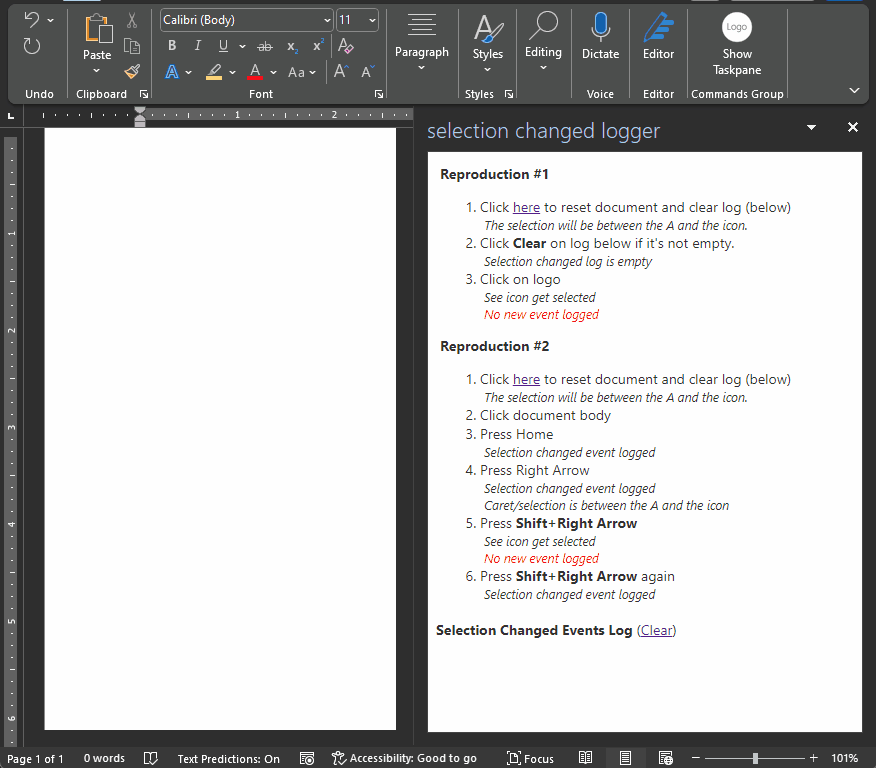 Calibri (Body)
11
Logo
Paste
B I U ab x₂ x²
A A A Aa A A
Paragraph
Styles
Editing
Dictate
Editor
Show
Taskpane
Undo
Clipboard
Font
Styles
Voice
Editor
Commands Group
L
1 2
1
2
3
4
5
6
selection changed logger
Reproduction #1
1. Click here to reset document and clear log (below)
The selection will be between the A and the icon.
2. Click Clear on log below if it's not empty.
Selection changed log is empty
3. Click on logo
See icon get selected
No new event logged
Reproduction #2
1. Click here to reset document and clear log (below)
The selection will be between the A and the icon.
2. Click document body
3. Press Home
Selection changed event logged
4. Press Right Arrow
Selection changed event logged
Caret/selection is between the A and the icon
5. Press Shift+Right Arrow
See icon get selected
No new event logged
6. Press Shift+Right Arrow again
Selection changed event logged
Selection Changed Events Log (Clear)
Page 1 of 1
0 words
Text Predictions: On
Accessibility: Good to go
Focus
101%